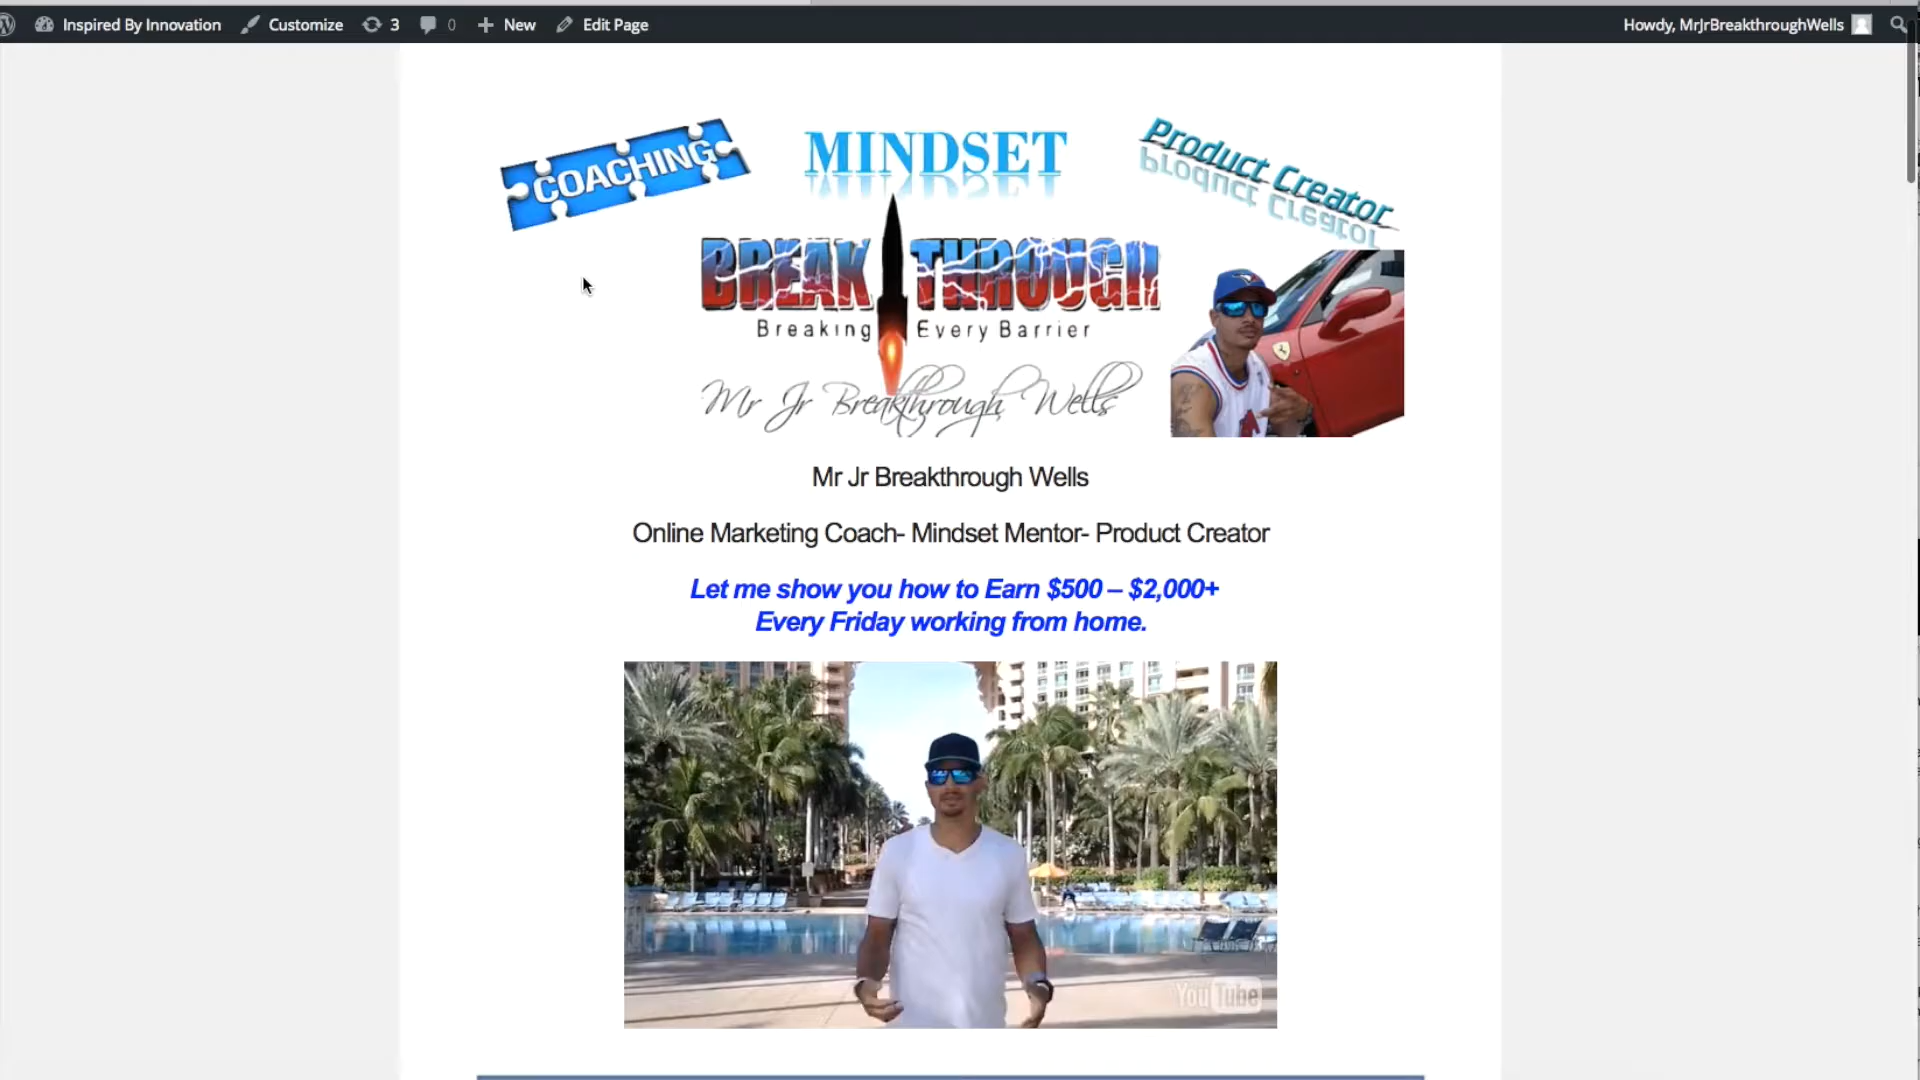 Inspired By Innovation Customize 3 0 New Edit Page Howdy, MrJrBreakthroughWells
COACHING
MINDSET
Product Creator
BREAK THROUGH
Breaking Every Barrier
Mr Jr Breakthrough Wells
Mr Jr Breakthrough Wells
Online Marketing Coach- Mindset Mentor- Product Creator
Let me show you how to Earn $500 – $2,000+
Every Friday working from home.
YouTube